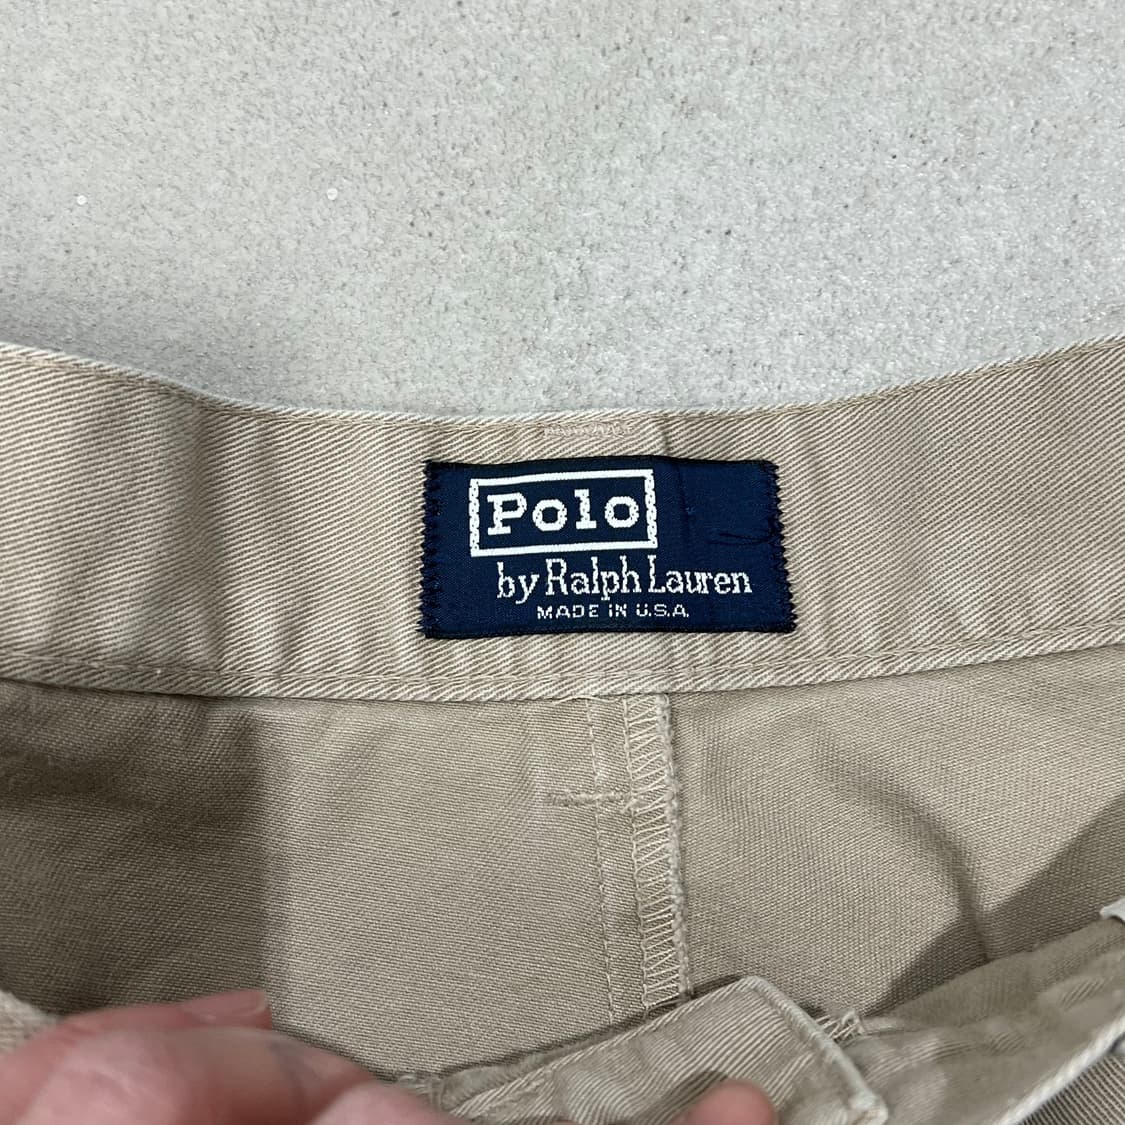 Polo
by Ralph Lauren
MADE IN U.S.A.